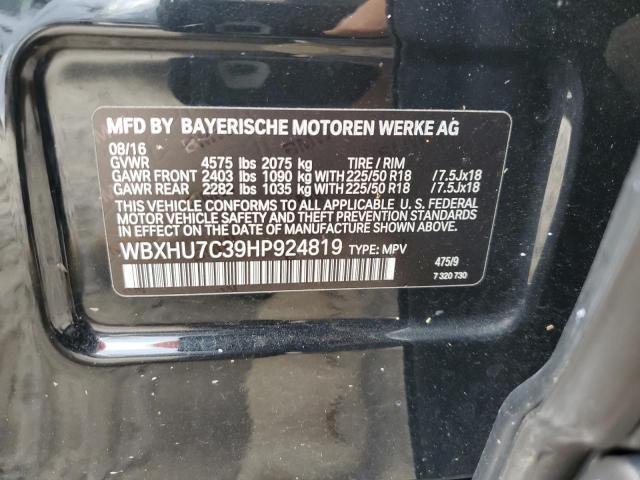 MFD BY BAYERISCHE MOTOREN WERKE AG
08/16
GVWR 4575 lbs 2075 kg TIRE / RIM
GAWR FRONT 2403 lbs 1090 kg WITH 225/50 R18 /7.5Jx18
GAWR REAR 2282 lbs 1035 kg WITH 225/50 R18 /7.5Jx18
THIS VEHICLE CONFORMS TO ALL APPLICABLE U. S. FEDERAL
MOTOR VEHICLE SAFETY AND THEFT PREVENTION STANDARDS
IN EFFECT ON THE DATE OF MANUFACTURE SHOWN ABOVE.
WBXHU7C39HP924819 TYPE: MPV
475/9
7 320 730